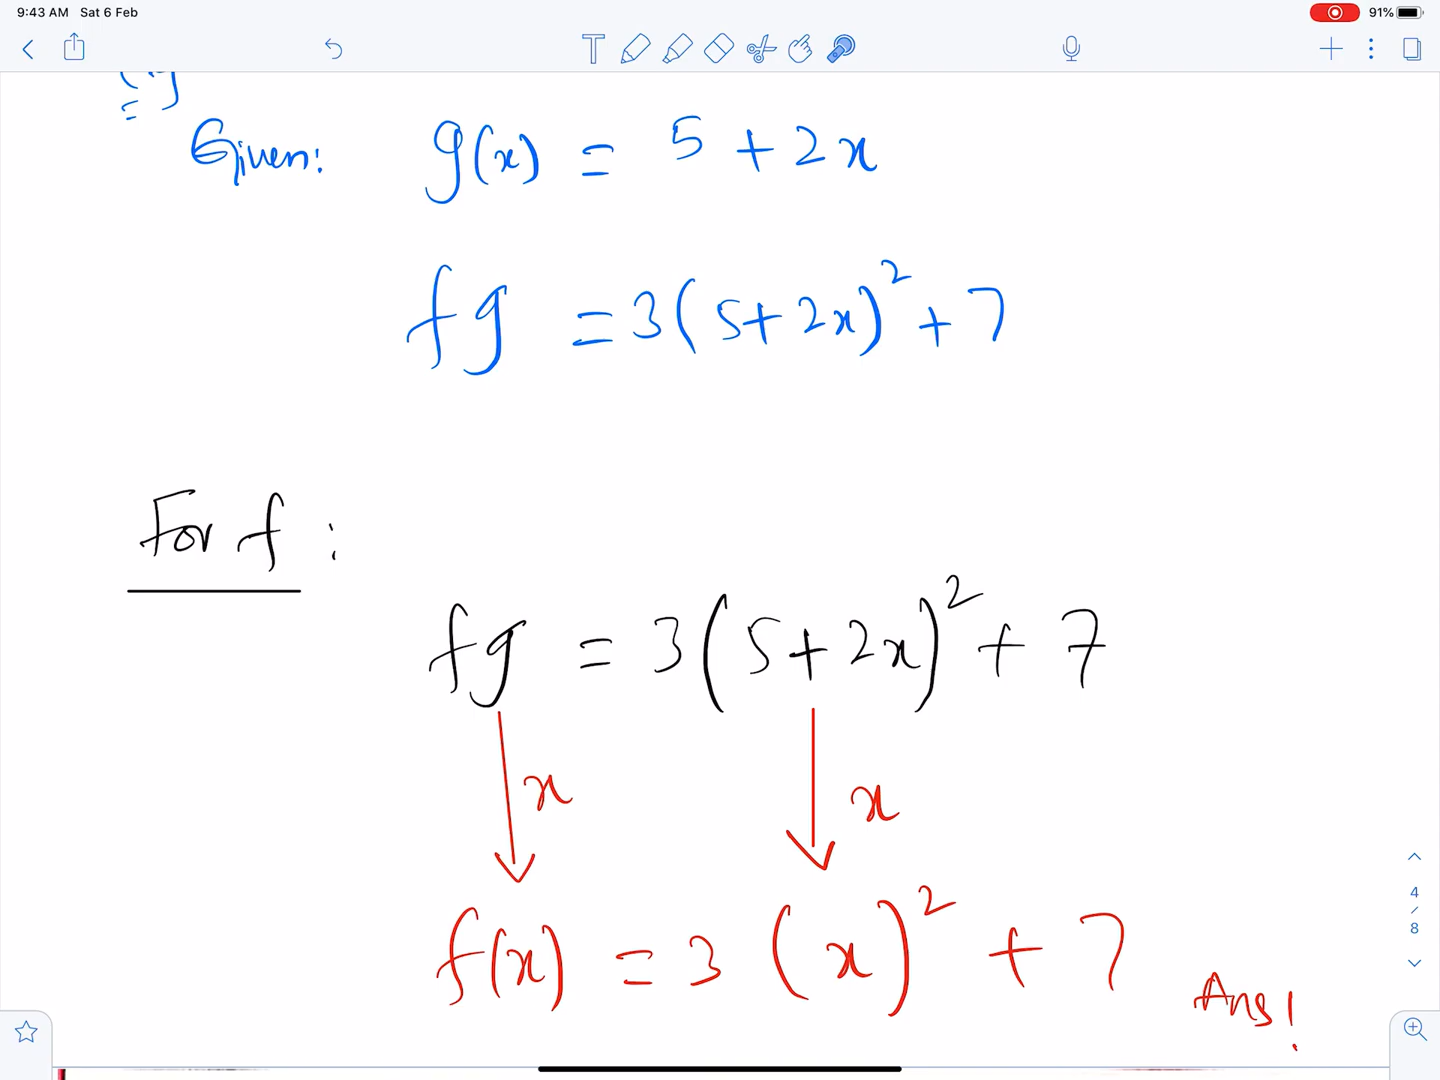 9:43 AM Sat 6 Feb
91%
Given: g(x) = 5 + 2x
fg = 3(5+2x)² + 7
For f :
fg = 3(5+2x)² + 7
x x
4
/
8
f(x) = 3 (x)² + 7
Ans!